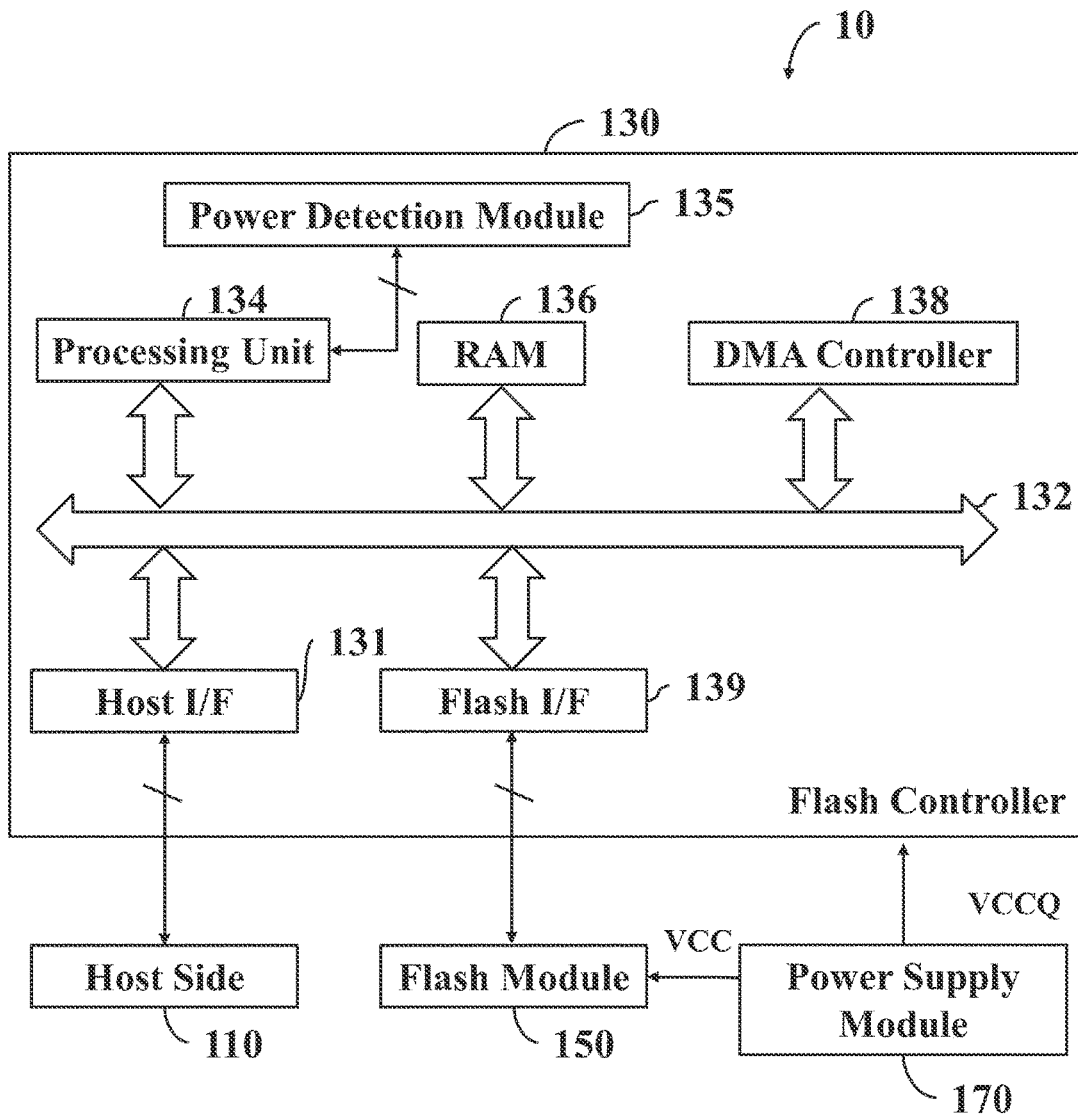 10
130
Power Detection Module
135
134
136
138
Processing Unit
RAM
DMA Controller
132
131
139
Host I/F
Flash I/F
Flash Controller
VCCQ
VCC
Host Side
Flash Module
Power Supply
Module
110
150
170